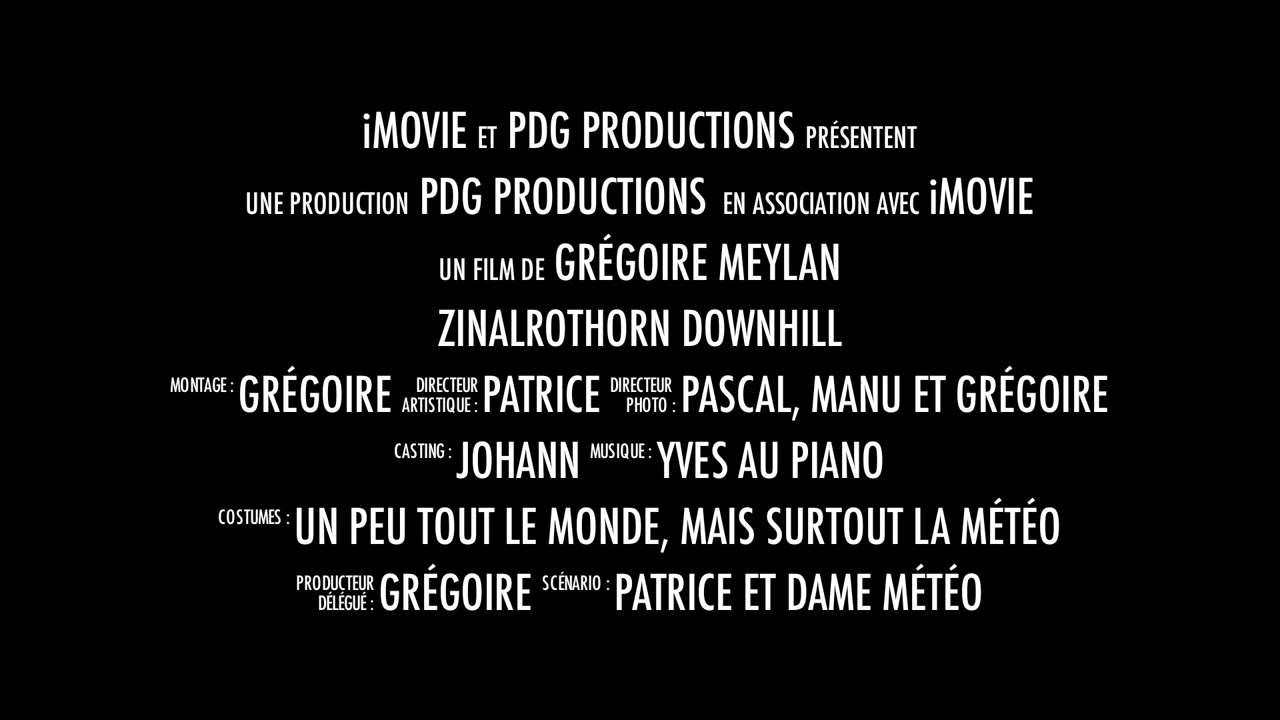 iMOVIE ET PDG PRODUCTIONS PRÉSENTENT
UNE PRODUCTION PDG PRODUCTIONS EN ASSOCIATION AVEC iMOVIE
UN FILM DE GRÉGOIRE MEYLAN
ZINALROTHORN DOWNHILL
MONTAGE : GRÉGOIRE DIRECTEUR ARTISTIQUE : PATRICE DIRECTEUR PHOTO : PASCAL, MANU ET GRÉGOIRE
CASTING : JOHANN MUSIQUE : YVES AU PIANO
COSTUMES : UN PEU TOUT LE MONDE, MAIS SURTOUT LA MÉTÉO
PRODUCTEUR DÉLÉGUÉ : GRÉGOIRE SCÉNARIO : PATRICE ET DAME MÉTÉO